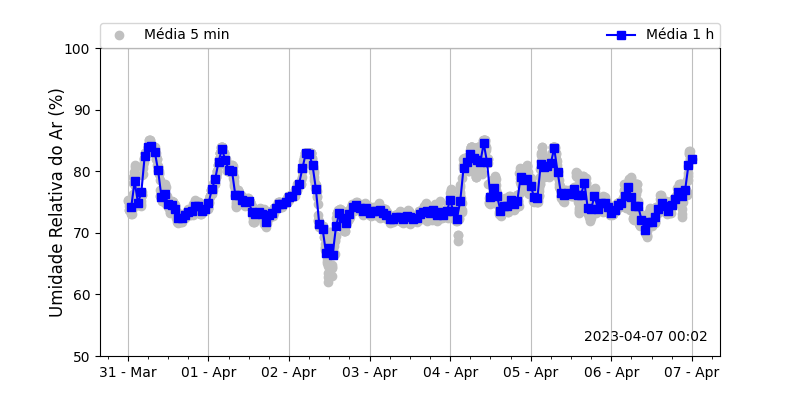 Média 5 min
Média 1 h
Umidade Relativa do Ar (%)
100
90
80
70
60
50
2023-04-07 00:02
31 - Mar
01 - Apr
02 - Apr
03 - Apr
04 - Apr
05 - Apr
06 - Apr
07 - Apr